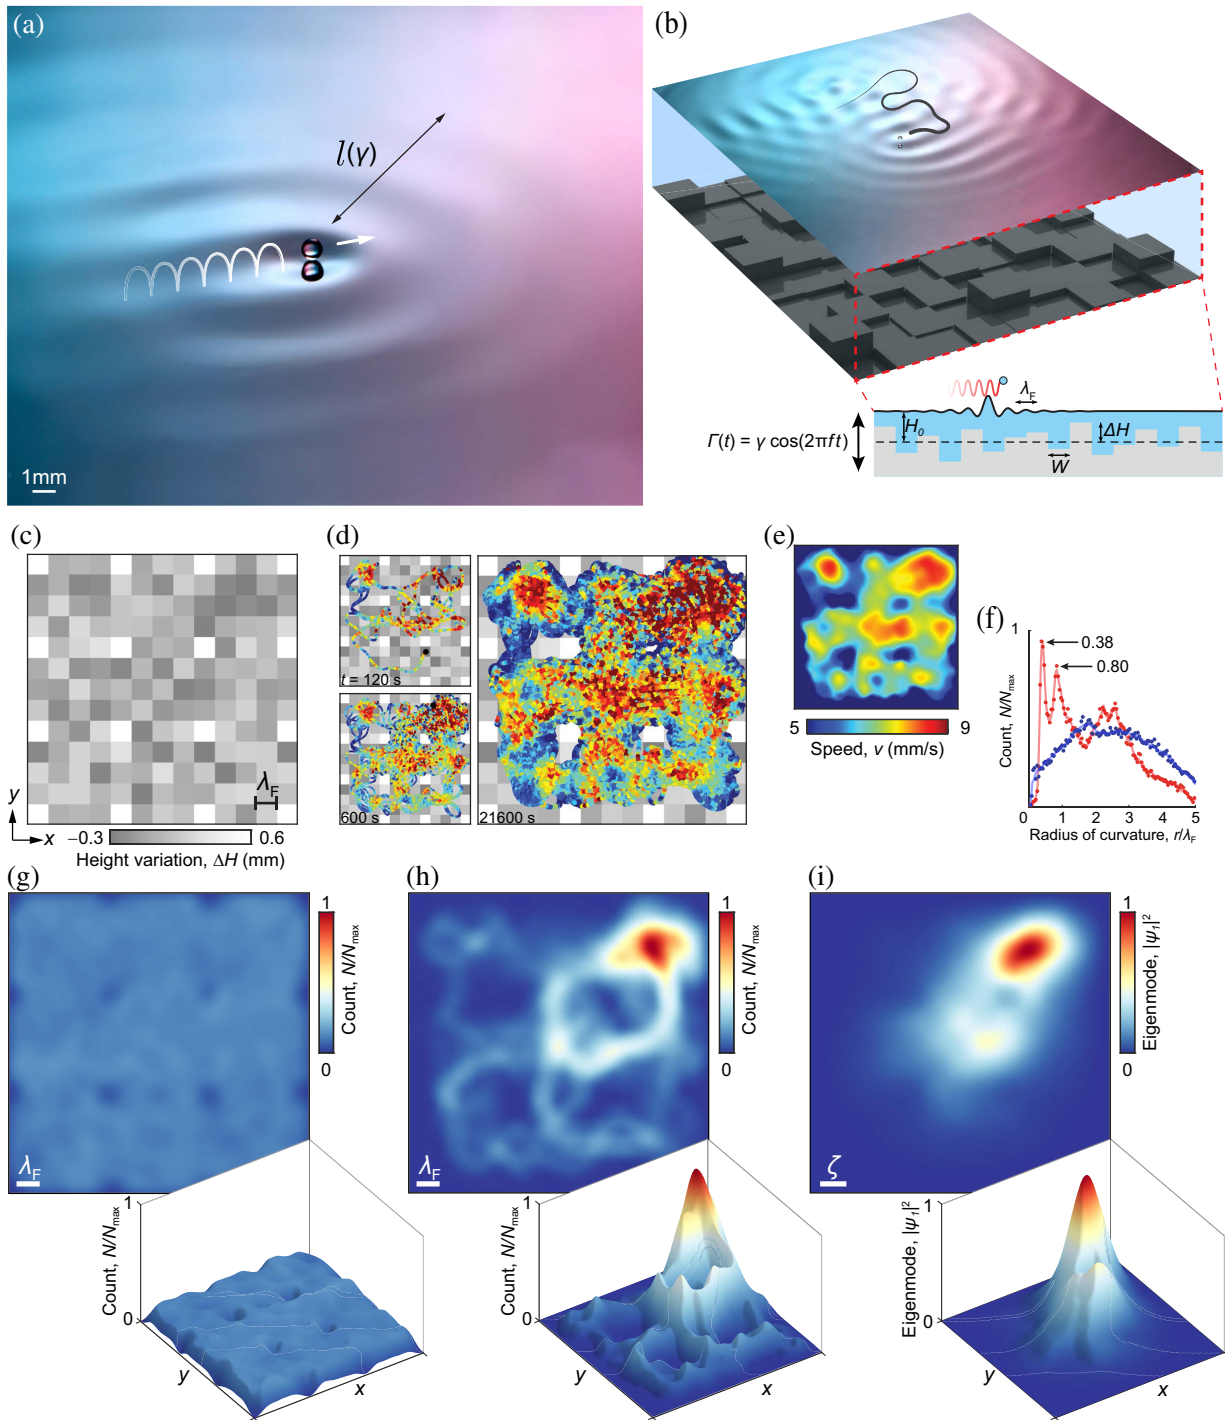 (a)
l(γ)
1mm
(b)
λF
H0
ΔH
Γ(t) = γ cos(2πft)
W
(c)
y
x
λF
−0.3
0.6
Height variation, ΔH (mm)
(d)
t = 120 s
600 s
21600 s
(e)
5
9
Speed, v (mm/s)
(f)
1
Count, N/Nmax
0.38
0.80
0
1
2
3
4
5
Radius of curvature, r/λF
(g)
λF
1
Count, N/Nmax
0
1
Count, N/Nmax
0
y
x
(h)
λF
1
Count, N/Nmax
0
1
Count, N/Nmax
0
y
x
(i)
ζ
1
Eigenmode, |ψ1|²
0
1
Eigenmode, |ψ1|²
0
y
x